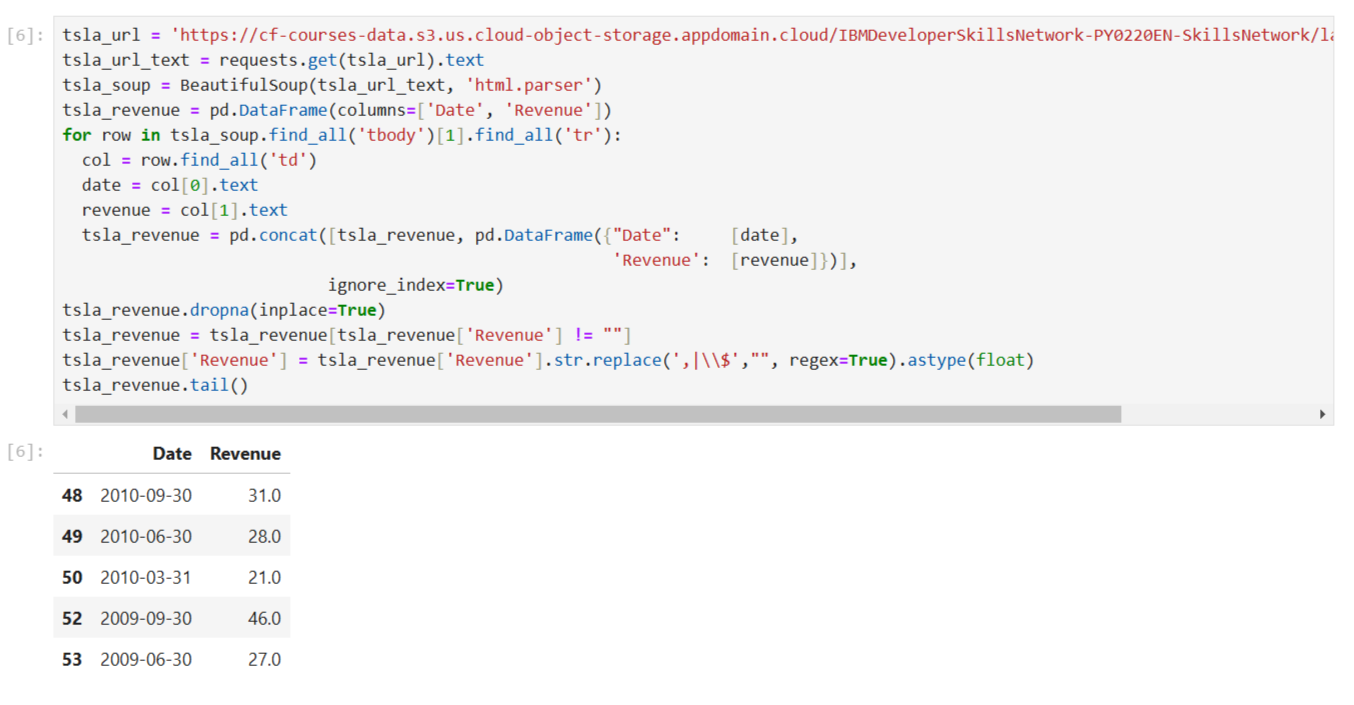 [6]: tsla_url = 'https://cf-courses-data.s3.us.cloud-object-storage.appdomain.cloud/IBMDeveloperSkillsNetwork-PY0220EN-SkillsNetwork/la
tsla_url_text = requests.get(tsla_url).text
tsla_soup = BeautifulSoup(tsla_url_text, 'html.parser')
tsla_revenue = pd.DataFrame(columns=['Date', 'Revenue'])
for row in tsla_soup.find_all('tbody')[1].find_all('tr'):
  col = row.find_all('td')
  date = col[0].text
  revenue = col[1].text
  tsla_revenue = pd.concat([tsla_revenue, pd.DataFrame({"Date":     [date],
                                                        'Revenue':  [revenue]})],
                           ignore_index=True)
tsla_revenue.dropna(inplace=True)
tsla_revenue = tsla_revenue[tsla_revenue['Revenue'] != ""]
tsla_revenue['Revenue'] = tsla_revenue['Revenue'].str.replace(',|\\$',"", regex=True).astype(float)
tsla_revenue.tail()
[6]: Date Revenue
48 2010-09-30 31.0
49 2010-06-30 28.0
50 2010-03-31 21.0
52 2009-09-30 46.0
53 2009-06-30 27.0